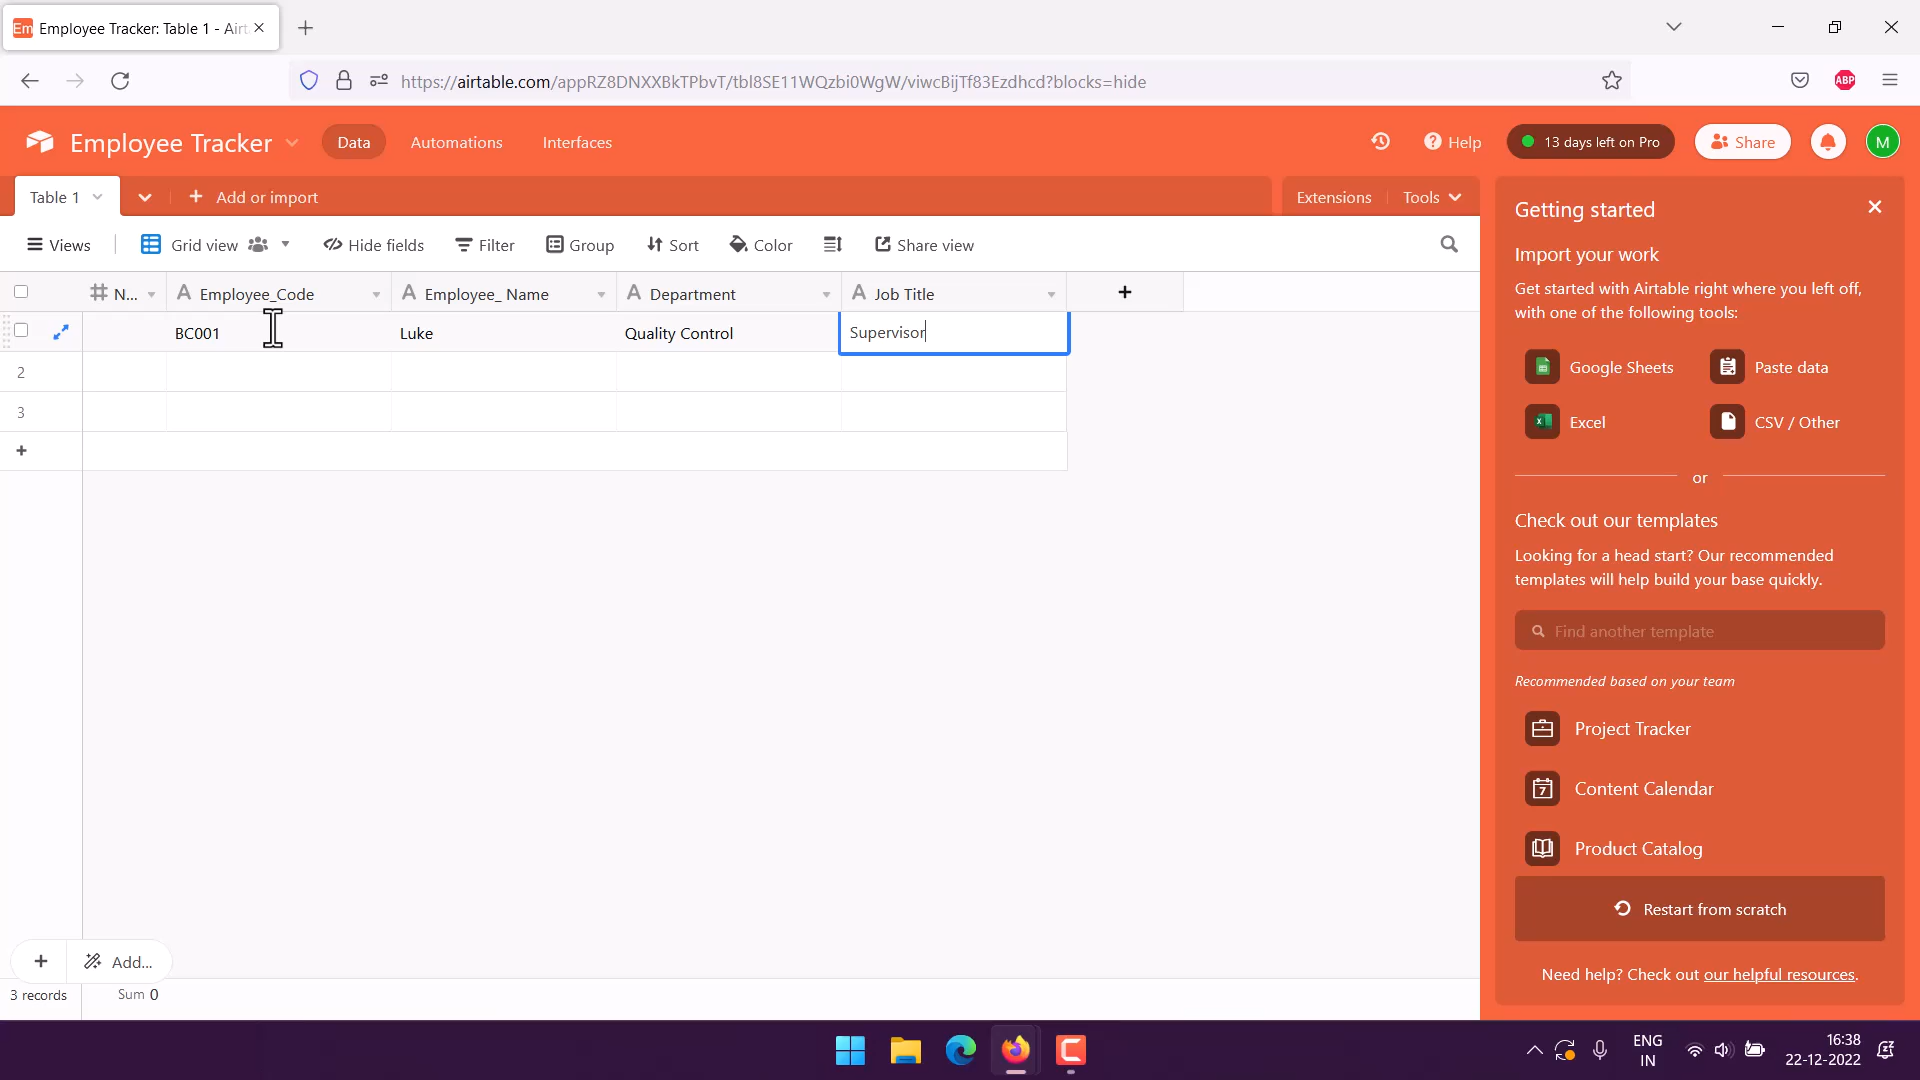 Em Employee Tracker: Table 1 - Airt
https://airtable.com/appRZ8DNXXBkTPbvT/tbl8SE11WQzbi0WgW/viwcBijTf83Ezdhcd?blocks=hide
ABP
Employee Tracker
Data
Automations
Interfaces
Help
13 days left on Pro
Share
M
Table 1
Add or import
Extensions
Tools
Views
Grid view
Hide fields
Filter
Group
Sort
Color
Share view
N...
A Employee_Code
A Employee_ Name
A Department
A Job Title
BC001
Luke
Quality Control
Supervisor
2
3
Add...
3 records
Sum 0
Getting started
Import your work
Get started with Airtable right where you left off,
with one of the following tools:
Google Sheets
Paste data
Excel
CSV / Other
or
Check out our templates
Looking for a head start? Our recommended
templates will help build your base quickly.
Find another template
Recommended based on your team
Project Tracker
7 Content Calendar
Product Catalog
Restart from scratch
Need help? Check out our helpful resources.
ENG
IN
16:38
22-12-2022